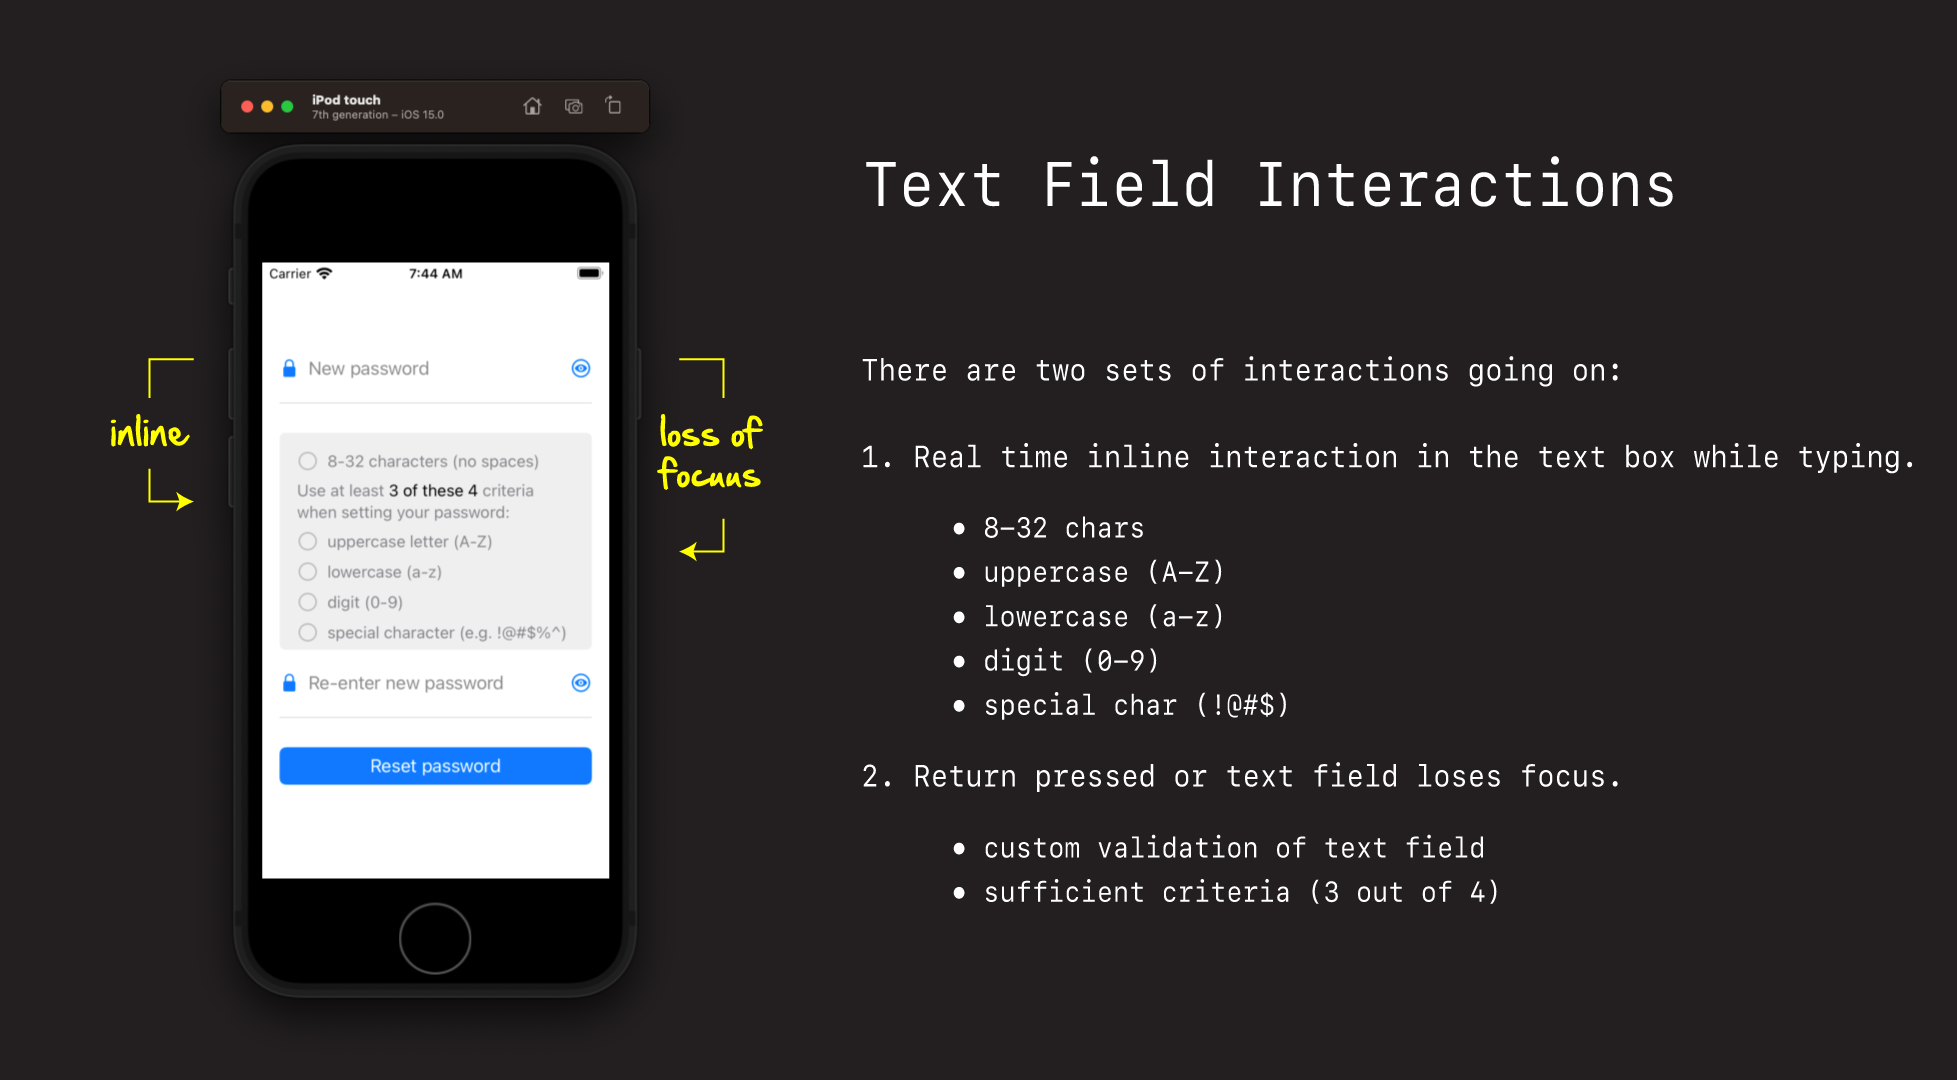 iPod touch
7th generation – iOS 15.0
Carrier
7:44 AM
New password
8-32 characters (no spaces)
Use at least 3 of these 4 criteria
when setting your password:
uppercase letter (A-Z)
lowercase (a-z)
digit (0-9)
special character (e.g. !@#$%^)
Re-enter new password
Reset password
inline
loss of
focuus
Text Field Interactions
There are two sets of interactions going on:
1. Real time inline interaction in the text box while typing.
• 8–32 chars
• uppercase (A–Z)
• lowercase (a–z)
• digit (0–9)
• special char (!@#$)
2. Return pressed or text field loses focus.
• custom validation of text field
• sufficient criteria (3 out of 4)